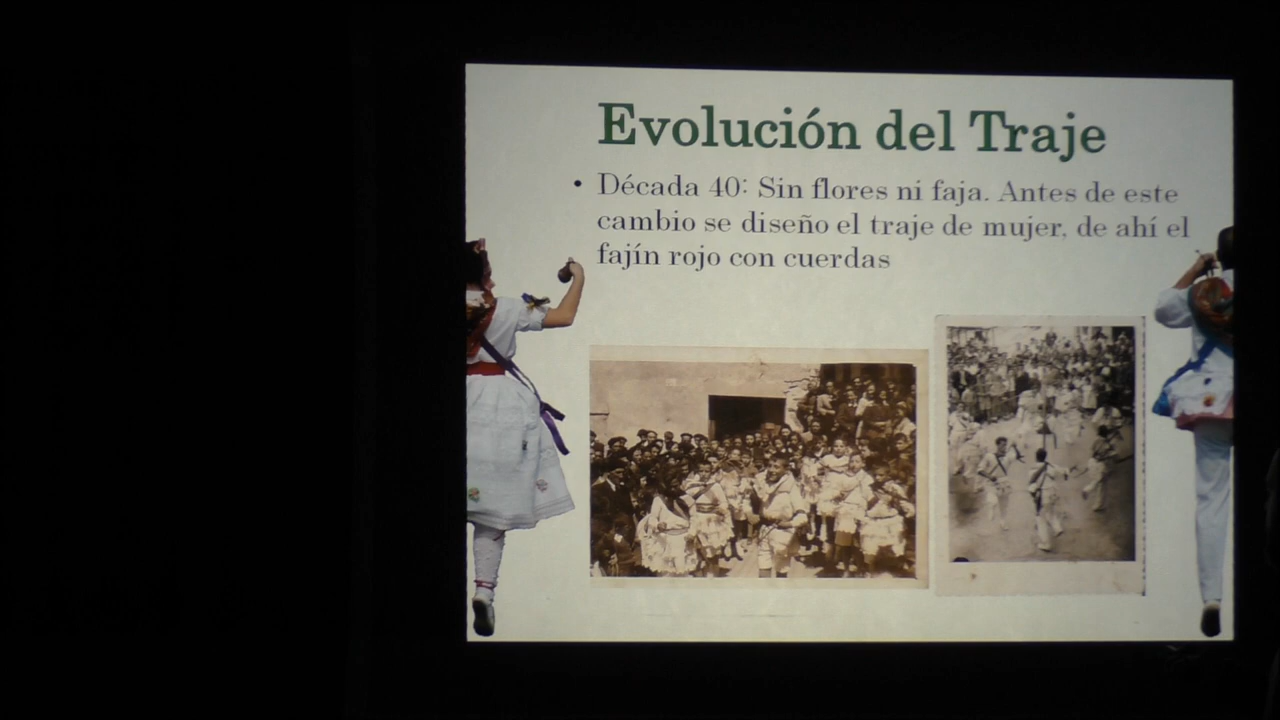 Evolución del Traje
• Década 40: Sin flores ni faja. Antes de este
cambio se diseño el traje de mujer, de ahí el
fajín rojo con cuerdas